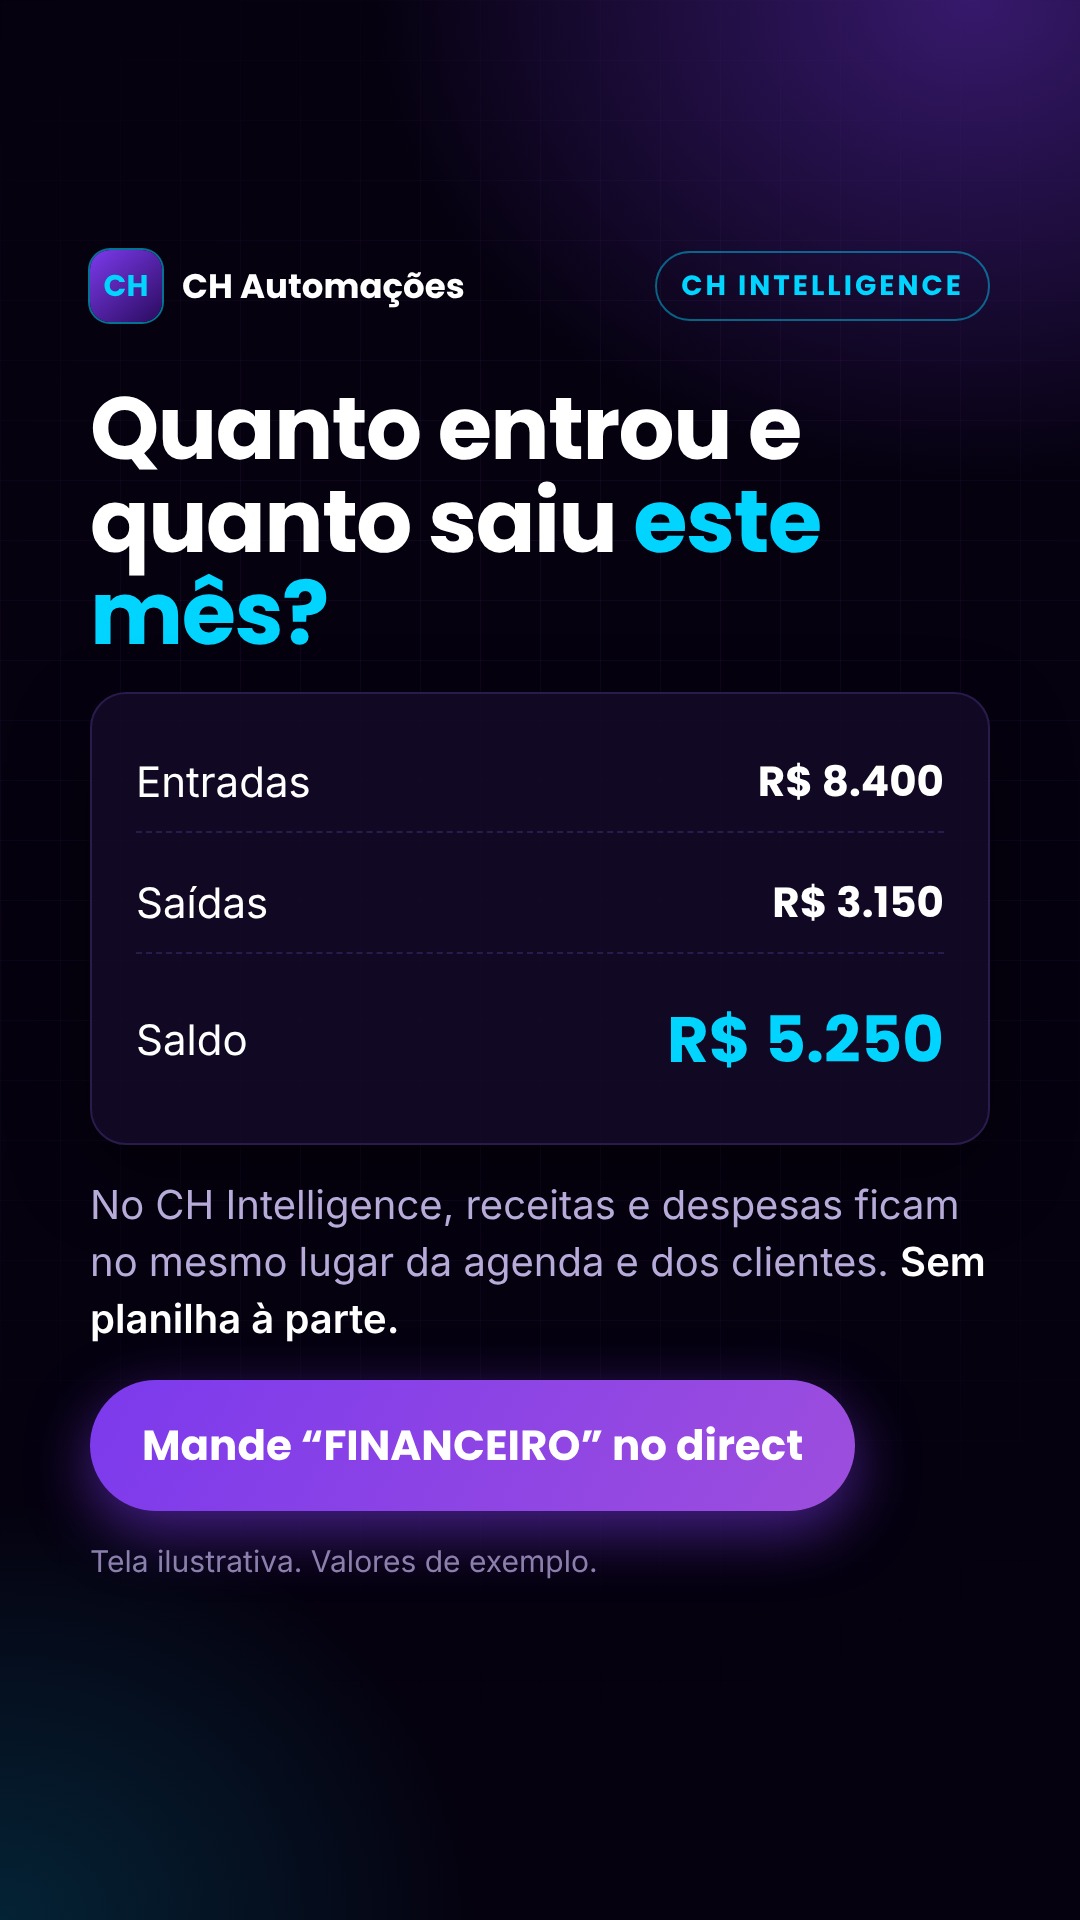 CH
CH Automações
CH INTELLIGENCE
Quanto entrou e
quanto saiu este
mês?
Entradas
R$ 8.400
Saídas
R$ 3.150
Saldo
R$ 5.250
No CH Intelligence, receitas e despesas ficam
no mesmo lugar da agenda e dos clientes. Sem
planilha à parte.
Mande “FINANCEIRO” no direct
Tela ilustrativa. Valores de exemplo.